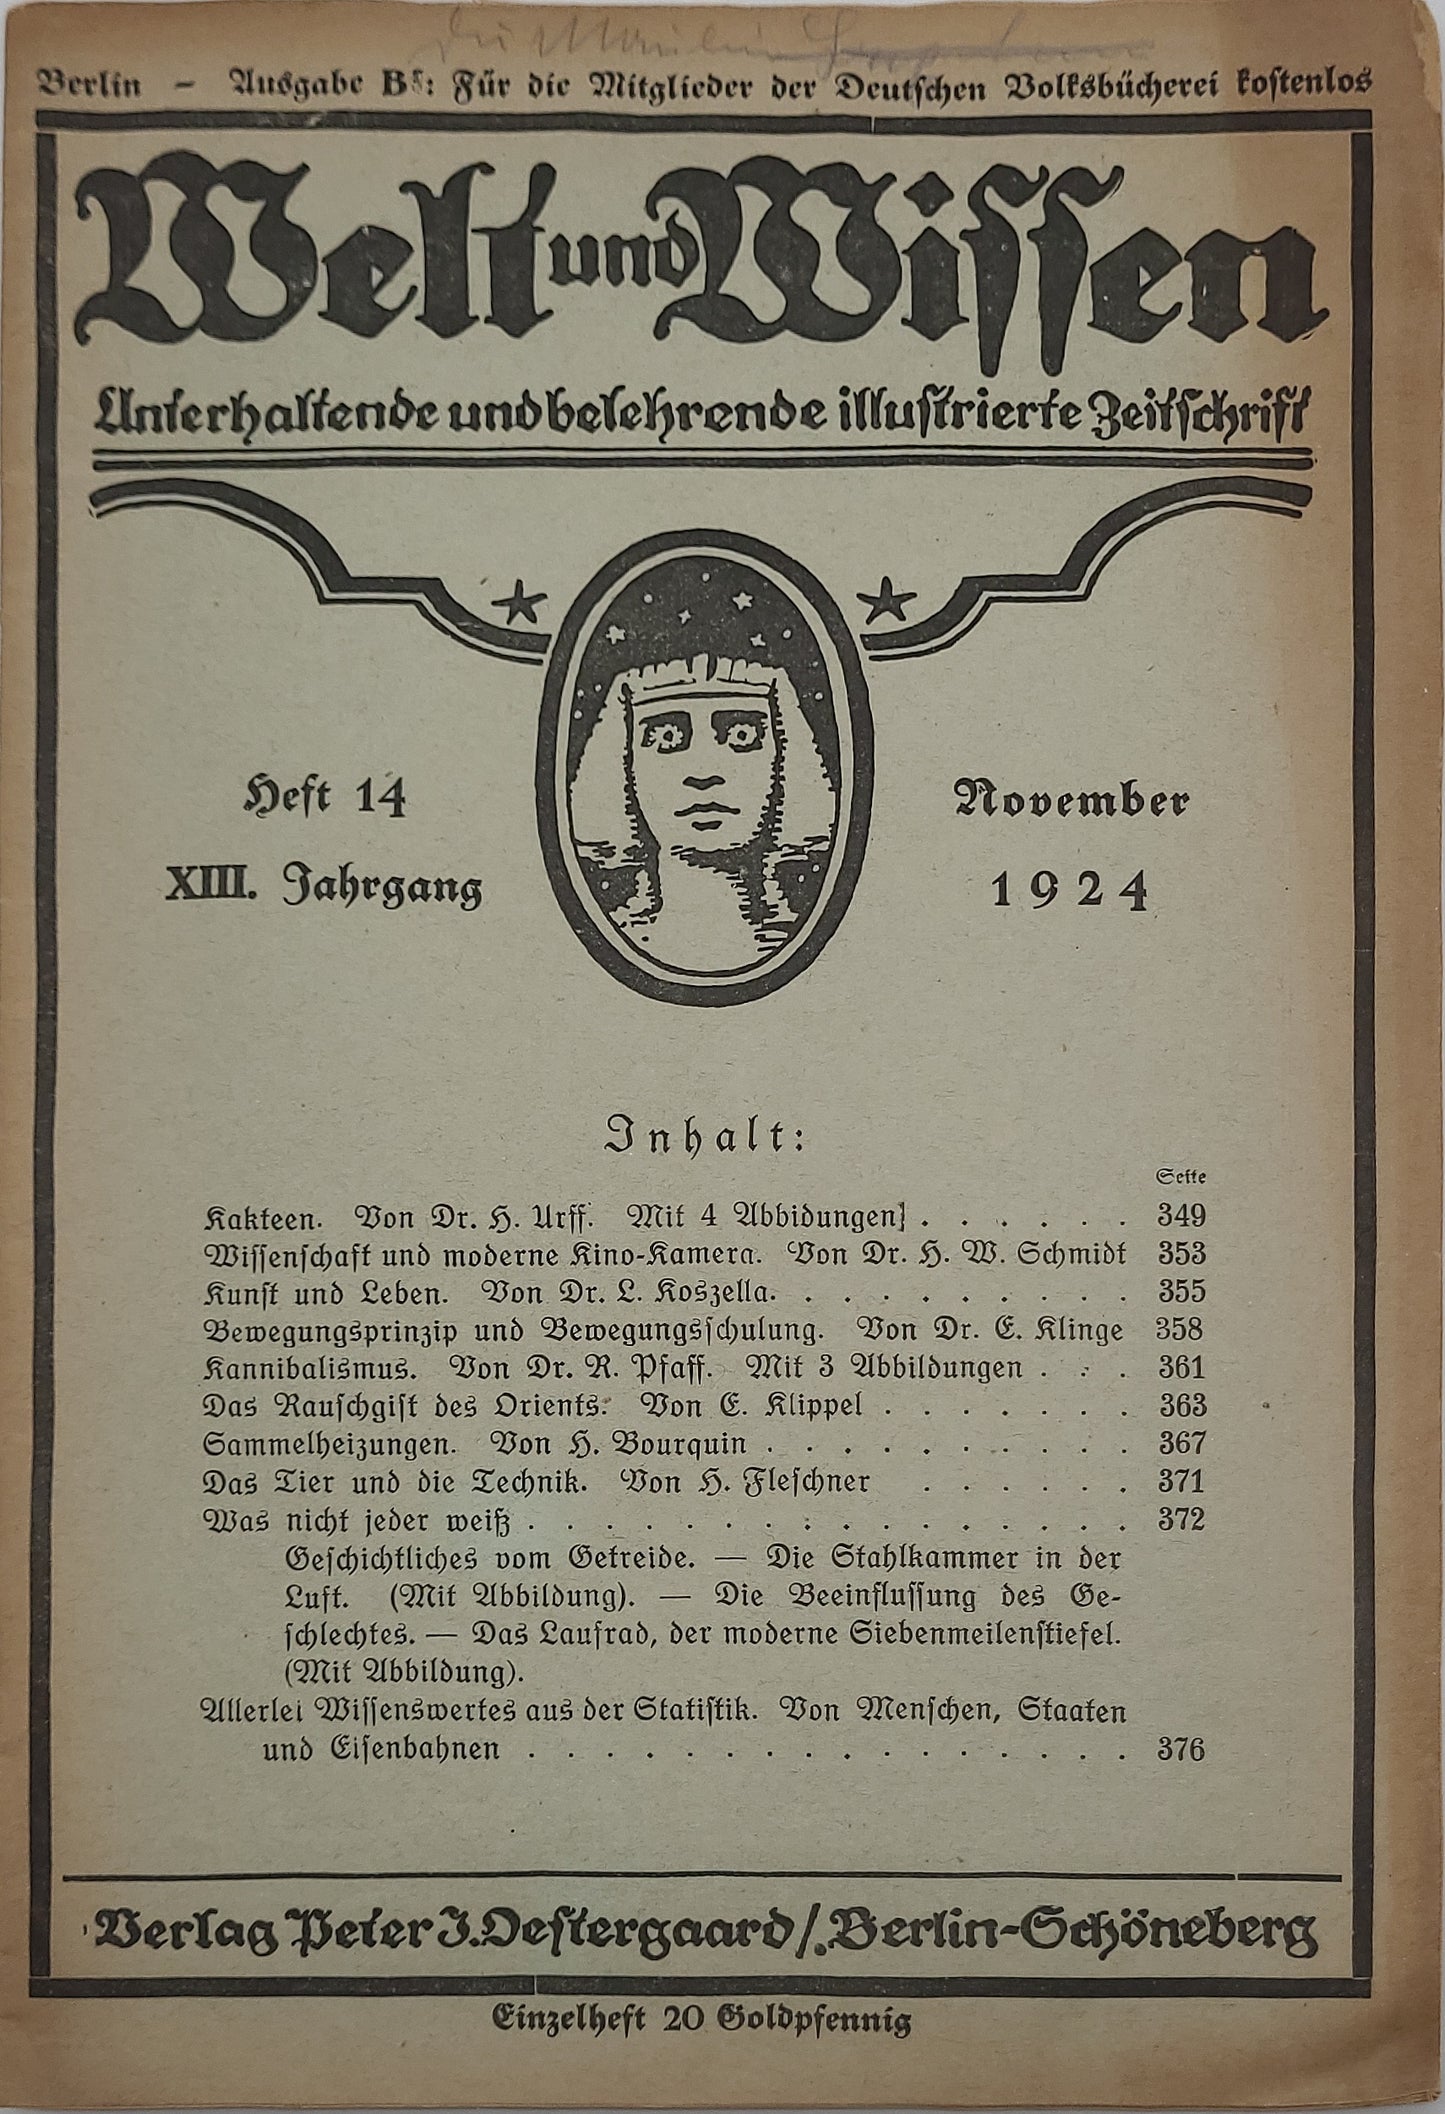 Berlin — Ausgabe B⁵: Für die Mitglieder der Deutschen Volksbücherei kostenlos
Welt und Wissen
Unterhaltende und belehrende illustrierte Zeitschrift
Heft 14
XIII. Jahrgang
November
1924
Inhalt:
Seite
Kakteen. Von Dr. H. Urff. Mit 4 Abbidungen] . . . . . . 349
Wissenschaft und moderne Kino-Kamera. Von Dr. H. W. Schmidt 353
Kunst und Leben. Von Dr. L. Koszella. . . . . . . . . . 355
Bewegungsprinzip und Bewegungsschulung. Von Dr. E. Klinge 358
Kannibalismus. Von Dr. R. Pfaff. Mit 3 Abbildungen . . . 361
Das Rauschgift des Orients. Von E. Klippel . . . . . . . 363
Sammelheizungen. Von H. Bourquin . . . . . . . . . . 367
Das Tier und die Technik. Von H. Fleschner . . . . . . 371
Was nicht jeder weiß . . . . . . . . . . . . . . . . 372
Geschichtliches vom Getreide. — Die Stahlkammer in der
Luft. (Mit Abbildung). — Die Beeinflussung des Ge-
schlechtes. — Das Laufrad, der moderne Siebenmeilenstiefel.
(Mit Abbildung).
Allerlei Wissenswertes aus der Statistik. Von Menschen, Staaten
und Eisenbahnen . . . . . . . . . . . . . . . . 376
Verlag Peter J. Oestergaard / Berlin-Schöneberg
Einzelheft 20 Goldpfennig